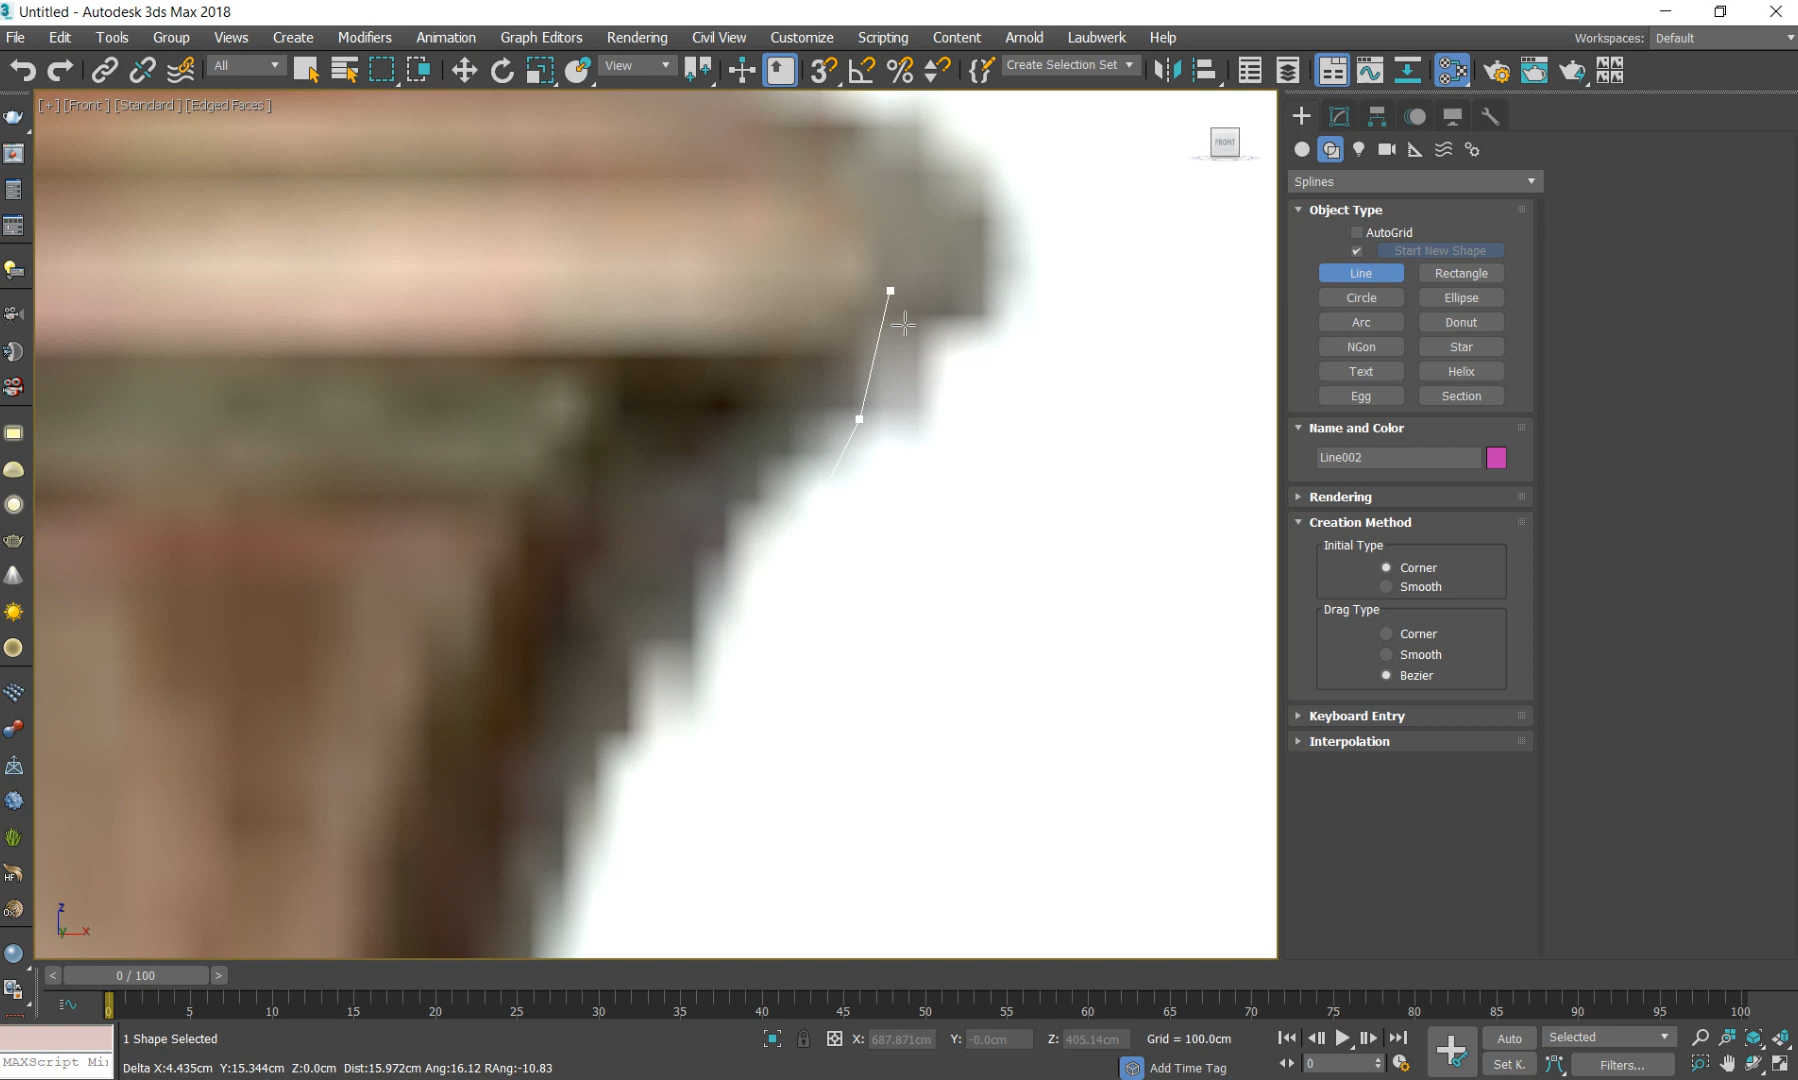 Untitled - Autodesk 3ds Max 2018
File Edit Tools Group Views Create Modifiers Animation Graph Editors Rendering Civil View Customize Scripting Content Arnold Laubwerk Help Workspaces: Default
All View Create Selection Set
[+] [Front] [Standard] [Edged Faces]
FRONT
Splines
Object Type
AutoGrid
Start New Shape
Line Rectangle
Circle Ellipse
Arc Donut
NGon Star
Text Helix
Egg Section
Name and Color
Line002
Rendering
Creation Method
Initial Type
Corner
Smooth
Drag Type
Corner
Smooth
Bezier
Keyboard Entry
Interpolation
z
y x
< 0 / 100 >
0 5 10 15 20 25 30 35 40 45 50 55 60 65 70 75 80 85 90 95 100
1 Shape Selected X: 687.871cm Y: -0.0cm Z: 405.14cm Grid = 100.0cm Auto Selected
MAXScript Mi Delta X:4.435cm Y:15.344cm Z:0.0cm Dist:15.972cm Ang:16.12 RAng:-10.83 Add Time Tag 0 Set K. Filters...